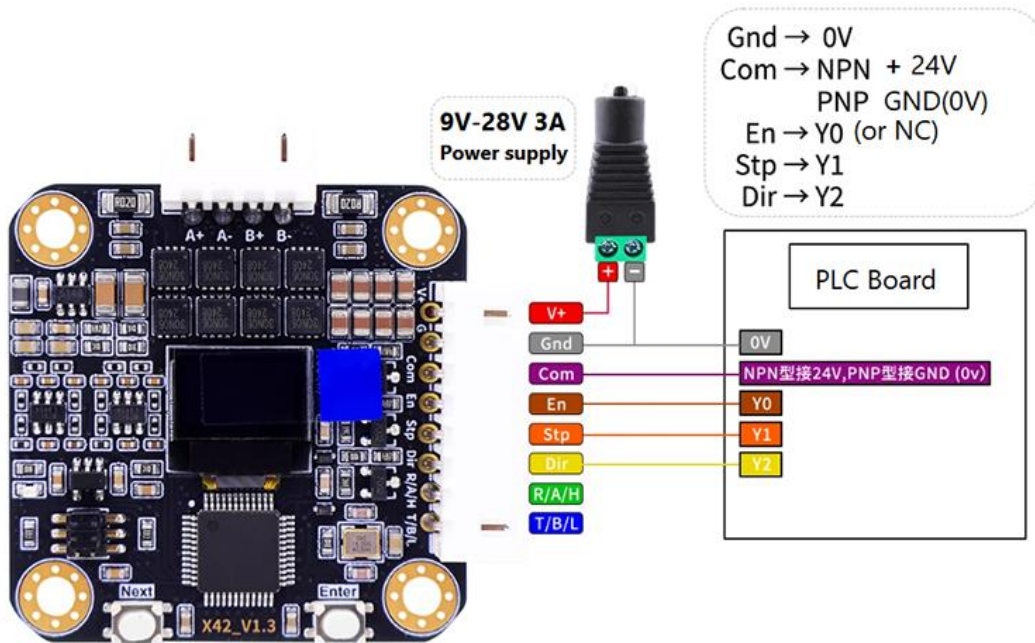 Gnd → 0V
Com → NPN + 24V
PNP GND(0V)
En → Y0 (or NC)
Stp → Y1
Dir → Y2
9V-28V 3A
Power supply
PLC Board
R020
R020
A+ A- B+ B-
V+
G
Com
En
Stp
Dir
R/A/H
T/B/L
+ −
V+
Gnd
Com
En
Stp
Dir
R/A/H
T/B/L
0V
NPN型接24V,PNP型接GND (0v)
Y0
Y1
Y2
Next
Enter
X42_V1.3